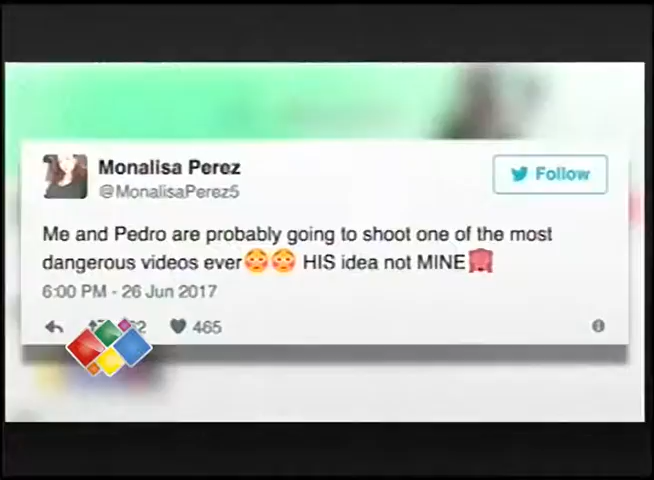 Monalisa Perez
@MonalisaPerez5
Follow
Me and Pedro are probably going to shoot one of the most
dangerous videos ever😳😳 HIS idea not MINE🙈
6:00 PM - 26 Jun 2017
465